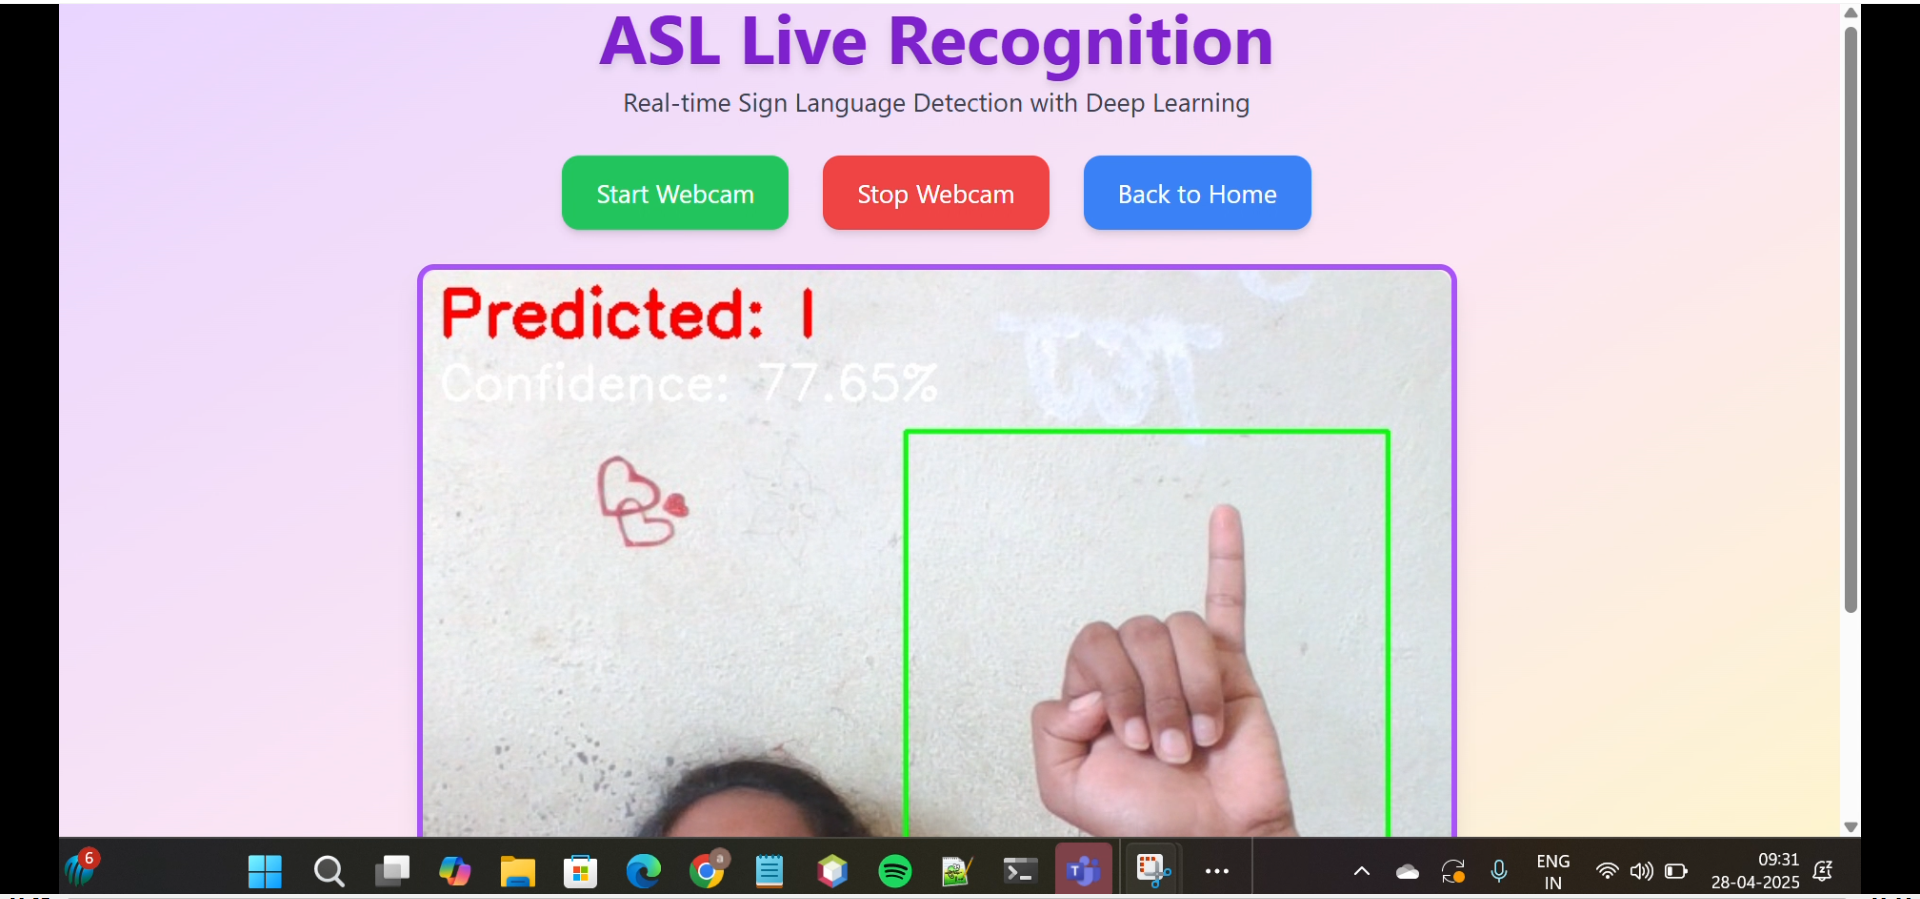 ASL Live Recognition
Real-time Sign Language Detection with Deep Learning
Start Webcam Stop Webcam Back to Home
Predicted: I
Confidence: 77.65%
6
a
T
ENG
IN
09:31
28-04-2025